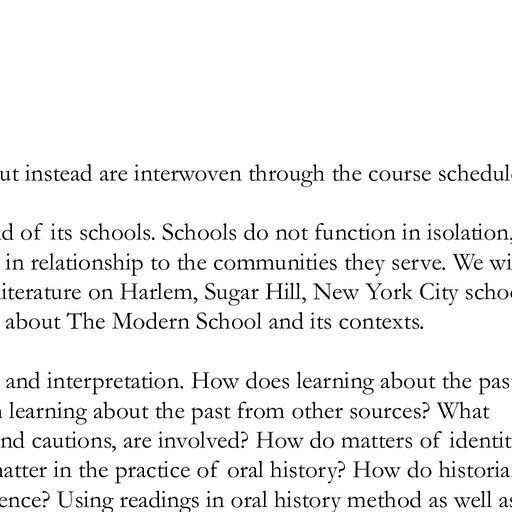 ut instead are interwoven through the course schedul
d of its schools. Schools do not function in isolation,
in relationship to the communities they serve. We wi
iterature on Harlem, Sugar Hill, New York City scho
about The Modern School and its contexts.
and interpretation. How does learning about the pas
learning about the past from other sources? What
nd cautions, are involved? How do matters of identit
natter in the practice of oral history? How do historia
ence? Using readings in oral history method as well as